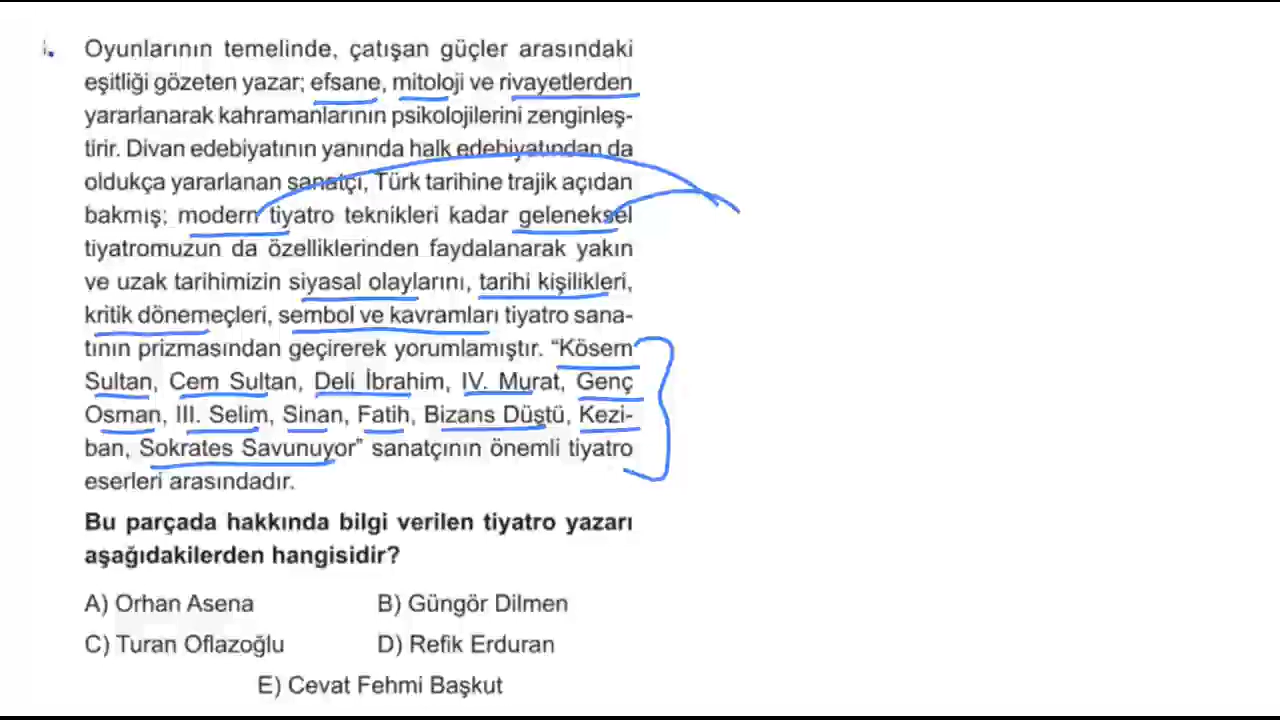 Oyunlarının temelinde, çatışan güçler arasındaki
eşitliği gözeten yazar; efsane, mitoloji ve rivayetlerden
yararlanarak kahramanlarının psikolojilerini zenginleş-
tirir. Divan edebiyatının yanında halk edebiyatından da
oldukça yararlanan sanatçı, Türk tarihine trajik açıdan
bakmış; modern tiyatro teknikleri kadar geleneksel
tiyatromuzun da özelliklerinden faydalanarak yakın
ve uzak tarihimizin siyasal olaylarını, tarihi kişilikleri,
kritik dönemeçleri, sembol ve kavramları tiyatro sana-
tının prizmasından geçirerek yorumlamıştır. “Kösem
Sultan, Cem Sultan, Deli İbrahim, IV. Murat, Genç
Osman, III. Selim, Sinan, Fatih, Bizans Düştü, Kezi-
ban, Sokrates Savunuyor” sanatçının önemli tiyatro
eserleri arasındadır.
Bu parçada hakkında bilgi verilen tiyatro yazarı
aşağıdakilerden hangisidir?
A) Orhan Asena B) Güngör Dilmen
C) Turan Oflazoğlu D) Refik Erduran
E) Cevat Fehmi Başkut